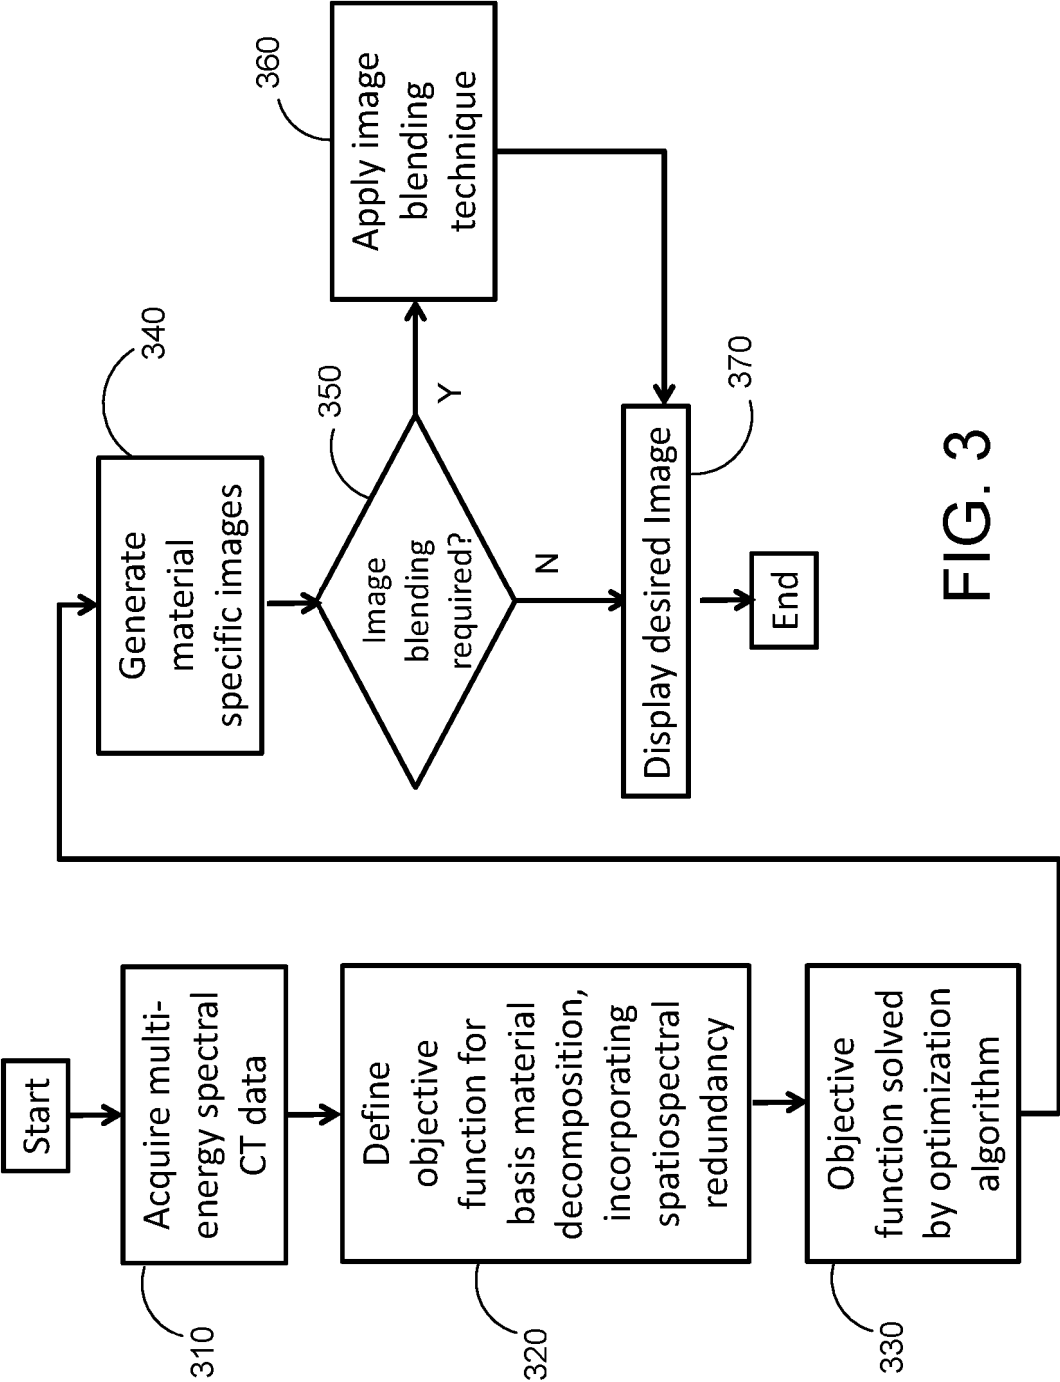 Start
Acquire multi-
energy spectral
CT data
310
Define
objective
function for
basis material
decomposition,
incorporating
spatiospectral
redundancy
320
Objective
function solved
by optimization
algorithm
330
Generate
material
specific images
340
Image
blending
required?
350
Y
N
Apply image
blending
technique
360
Display desired Image
370
End
FIG. 3